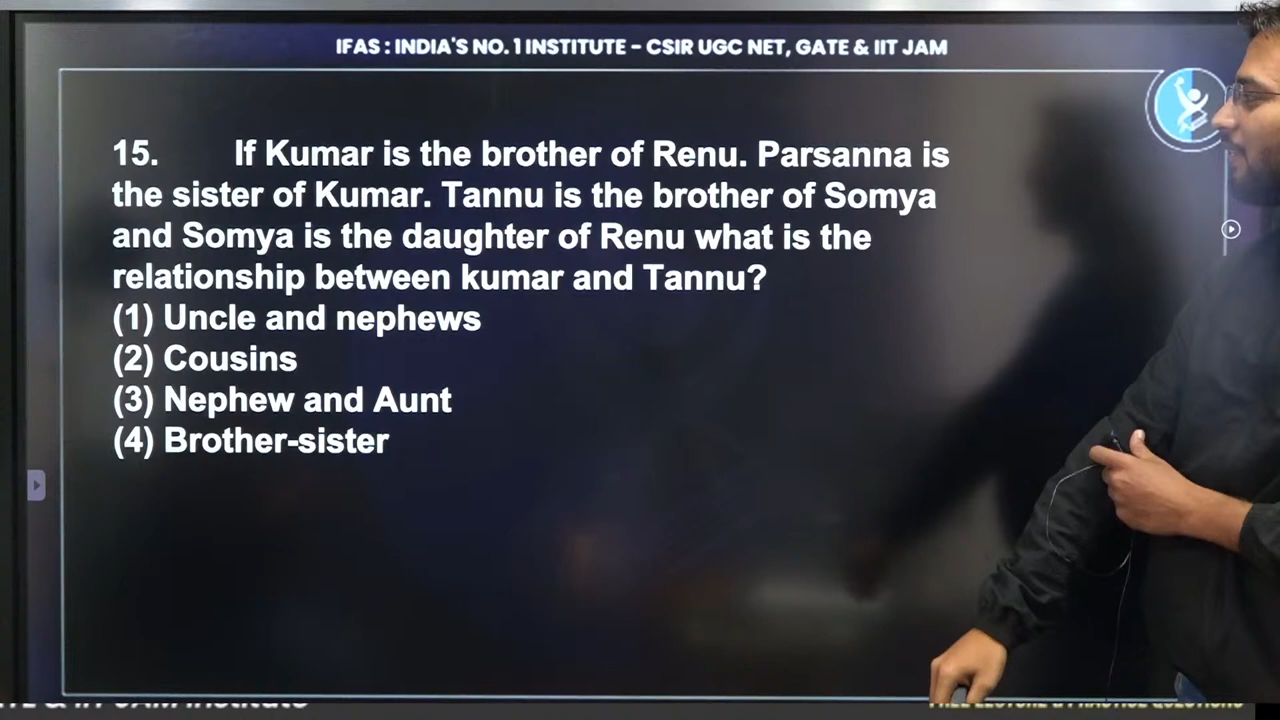 IFAS : INDIA'S NO. 1 INSTITUTE – CSIR UGC NET, GATE & IIT JAM
15. If Kumar is the brother of Renu. Parsanna is
the sister of Kumar. Tannu is the brother of Somya
and Somya is the daughter of Renu what is the
relationship between kumar and Tannu?
(1) Uncle and nephews
(2) Cousins
(3) Nephew and Aunt
(4) Brother-sister